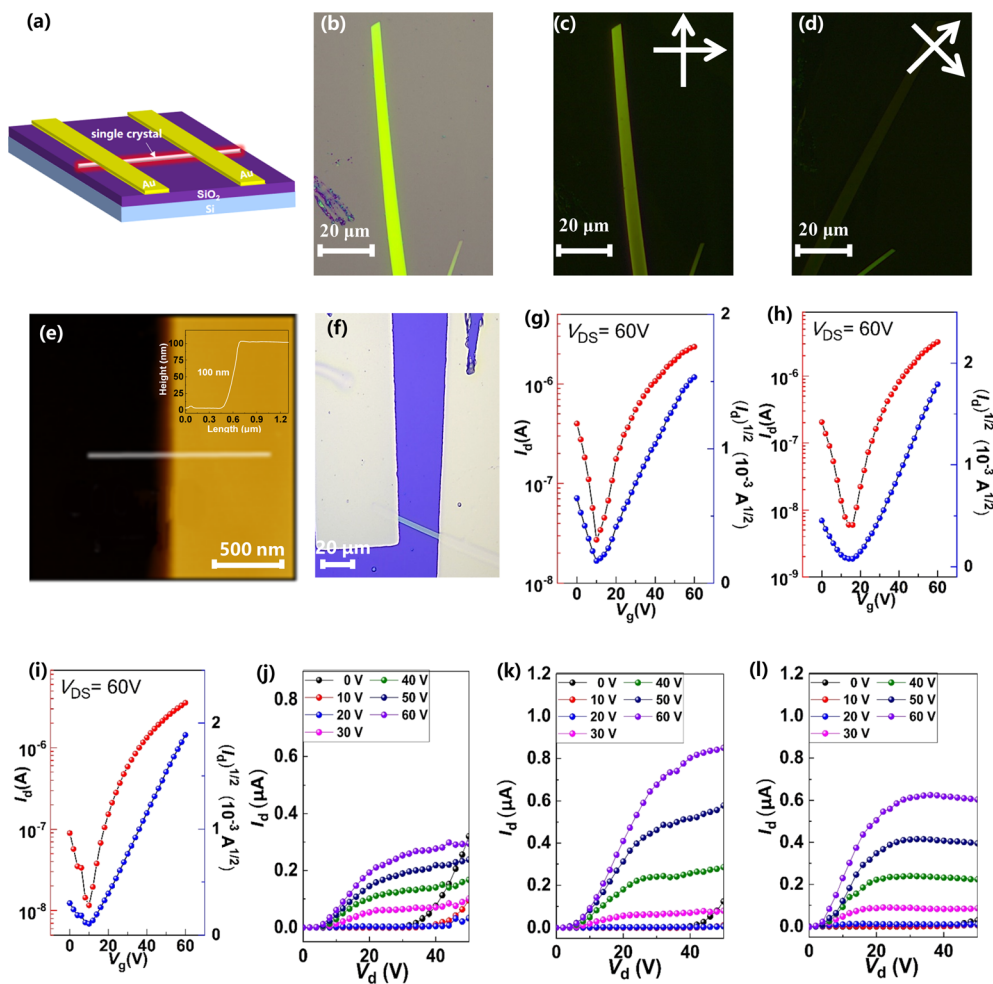 (a)
single crystal
Au
Au
SiO2
Si
(b)
20 μm
(c)
20 μm
(d)
20 μm
(e)
Height (nm)
100
75
50
25
0
100 nm
0.0 0.3 0.6 0.9 1.2
Length (μm)
500 nm
(f)
20 μm
(g)
VDS= 60V
Id(A)
10-6
10-7
10-8
0 20 40 60
Vg(V)
2
1
0
(Id)1/2 (10-3 A1/2)
(h)
VDS= 60V
Id(A)
10-5
10-6
10-7
10-8
10-9
0 20 40 60
Vg(V)
2
1
0
(Id)1/2 (10-3 A1/2)
(i)
VDS= 60V
Id(A)
10-6
10-7
10-8
0 20 40 60
Vg(V)
2
1
0
(Id)1/2 (10-3 A1/2)
(j)
0 V 40 V
10 V 50 V
20 V 60 V
30 V
Id (μA)
0.9
0.6
0.3
0.0
0 20 40
Vd (V)
(k)
0 V 40 V
10 V 50 V
20 V 60 V
30 V
Id (μA)
1.2
1.0
0.8
0.6
0.4
0.2
0.0
0 20 40
Vd (V)
(l)
0 V 40 V
10 V 50 V
20 V 60 V
30 V
Id (μA)
1.2
1.0
0.8
0.6
0.4
0.2
0.0
0 20 40
Vd (V)